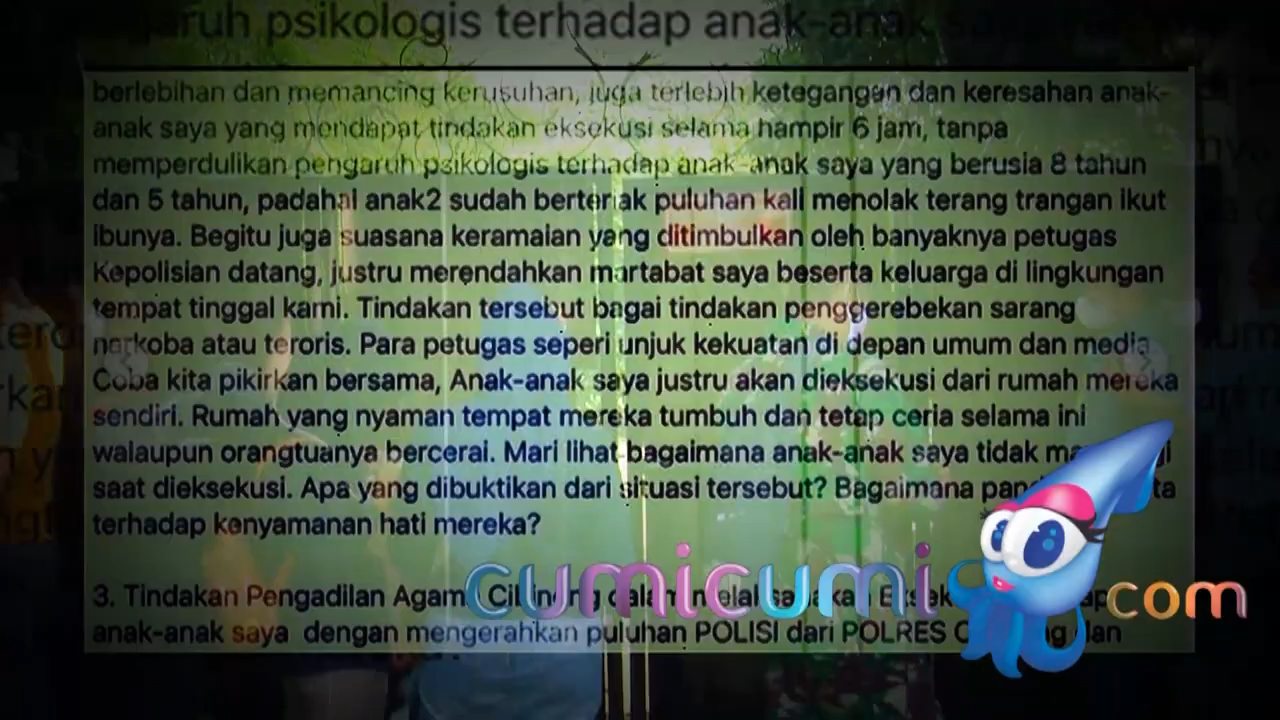 psikologis terhadap anak-anak
berlebihan dan memancing kerusuhan, juga terlebih ketegangan dan keresahan anak-
anak saya yang mendapat tindakan eksekusi selama hampir 6 jam, tanpa
memperdulikan pengaruh psikologis terhadap anak-anak saya yang berusia 8 tahun
dan 5 tahun, padahal anak2 sudah berteriak puluhan kali menolak terang trangan ikut
ibunya. Begitu juga suasana keramaian yang ditimbulkan oleh banyaknya petugas
Kepolisian datang, justru merendahkan martabat saya beserta keluarga di lingkungan
tempat tinggal kami. Tindakan tersebut bagai tindakan penggerebekan sarang
narkoba atau teroris. Para petugas seperi unjuk kekuatan di depan umum dan media
Coba kita pikirkan bersama, Anak-anak saya justru akan dieksekusi dari rumah mereka
sendiri. Rumah yang nyaman tempat mereka tumbuh dan tetap ceria selama ini
walaupun orangtuanya bercerai. Mari lihat bagaimana anak-anak saya tidak
saat dieksekusi. Apa yang dibuktikan dari situasi tersebut? Bagaimana
terhadap kenyamanan hati mereka?
3. Tindakan Pengadilan Agama
anak-anak saya dengan mengerahkan puluhan POLISI dari POLRES
cumicumi.com